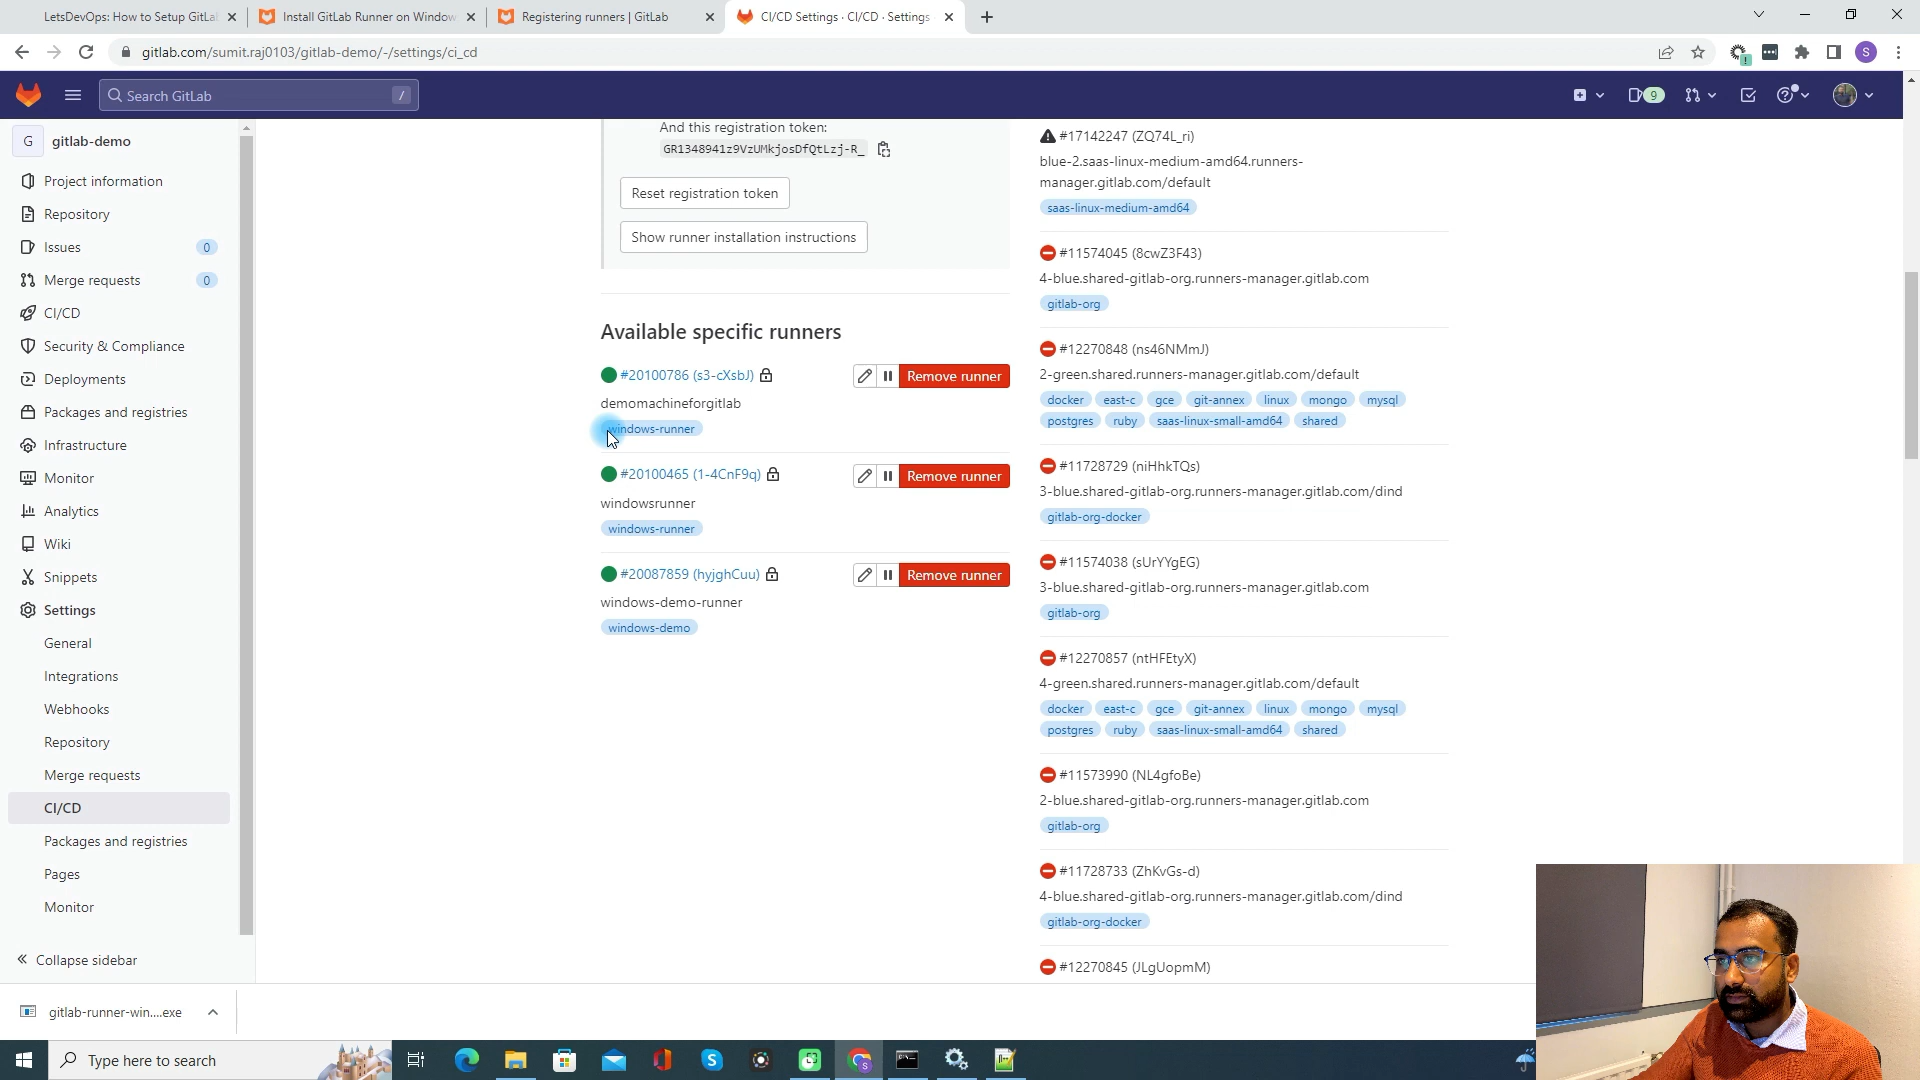 LetsDevOps: How to Setup GitLa
Install GitLab Runner on Window
Registering runners | GitLab
CI/CD Settings · CI/CD · Settings
gitlab.com/sumit.raj0103/gitlab-demo/-/settings/ci_cd
S
Search GitLab
/
9
G gitlab-demo
Project information
Repository
Issues 0
Merge requests 0
CI/CD
Security & Compliance
Deployments
Packages and registries
Infrastructure
Monitor
Analytics
Wiki
Snippets
Settings
General
Integrations
Webhooks
Repository
Merge requests
CI/CD
Packages and registries
Pages
Monitor
Collapse sidebar
And this registration token:
GR1348941z9VzUMkjosDfQtLzj-R_
Reset registration token
Show runner installation instructions
Available specific runners
#20100786 (s3-cXsbJ) Remove runner
demomachineforgitlab
windows-runner
#20100465 (1-4CnF9q) Remove runner
windowsrunner
windows-runner
#20087859 (hyjghCuu) Remove runner
windows-demo-runner
windows-demo
#17142247 (ZQ74L_ri)
blue-2.saas-linux-medium-amd64.runners-
manager.gitlab.com/default
saas-linux-medium-amd64
#11574045 (8cwZ3F43)
4-blue.shared-gitlab-org.runners-manager.gitlab.com
gitlab-org
#12270848 (ns46NMmJ)
2-green.shared.runners-manager.gitlab.com/default
docker east-c gce git-annex linux mongo mysql
postgres ruby saas-linux-small-amd64 shared
#11728729 (niHhkTQs)
3-blue.shared-gitlab-org.runners-manager.gitlab.com/dind
gitlab-org-docker
#11574038 (sUrYYgEG)
3-blue.shared-gitlab-org.runners-manager.gitlab.com
gitlab-org
#12270857 (ntHFEtyX)
4-green.shared.runners-manager.gitlab.com/default
docker east-c gce git-annex linux mongo mysql
postgres ruby saas-linux-small-amd64 shared
#11573990 (NL4gfoBe)
2-blue.shared-gitlab-org.runners-manager.gitlab.com
gitlab-org
#11728733 (ZhKvGs-d)
4-blue.shared-gitlab-org.runners-manager.gitlab.com/dind
gitlab-org-docker
#12270845 (JLgUopmM)
gitlab-runner-win....exe
Type here to search